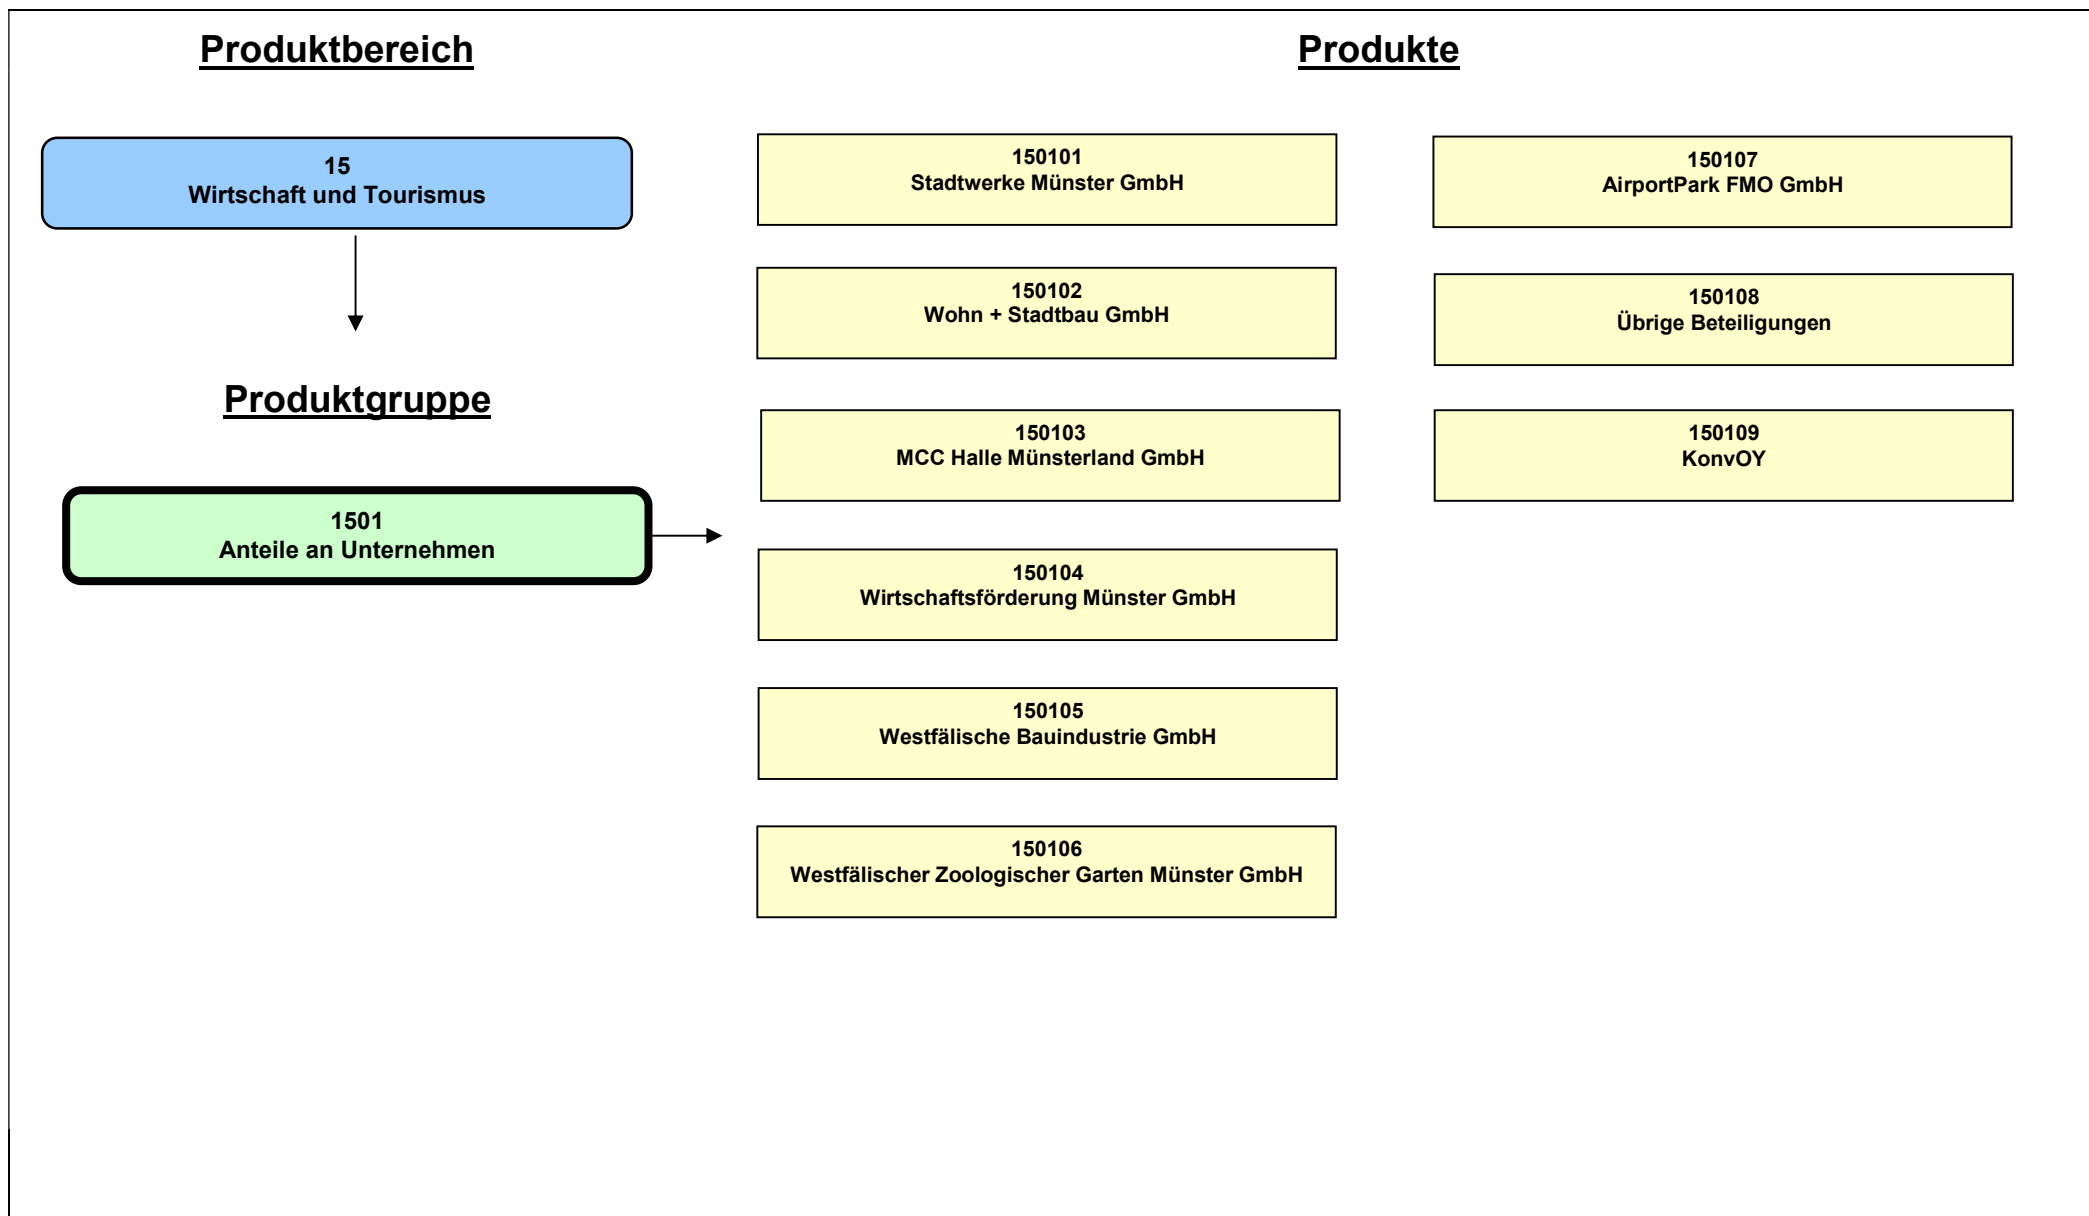 Produktbereich
15
Wirtschaft und Tourismus
Produktgruppe
1501
Anteile an Unternehmen
Produkte
150101
Stadtwerke Münster GmbH
150102
Wohn + Stadtbau GmbH
150103
MCC Halle Münsterland GmbH
150104
Wirtschaftsförderung Münster GmbH
150105
Westfälische Bauindustrie GmbH
150106
Westfälischer Zoologischer Garten Münster GmbH
150107
AirportPark FMO GmbH
150108
Übrige Beteiligungen
150109
KonvOY